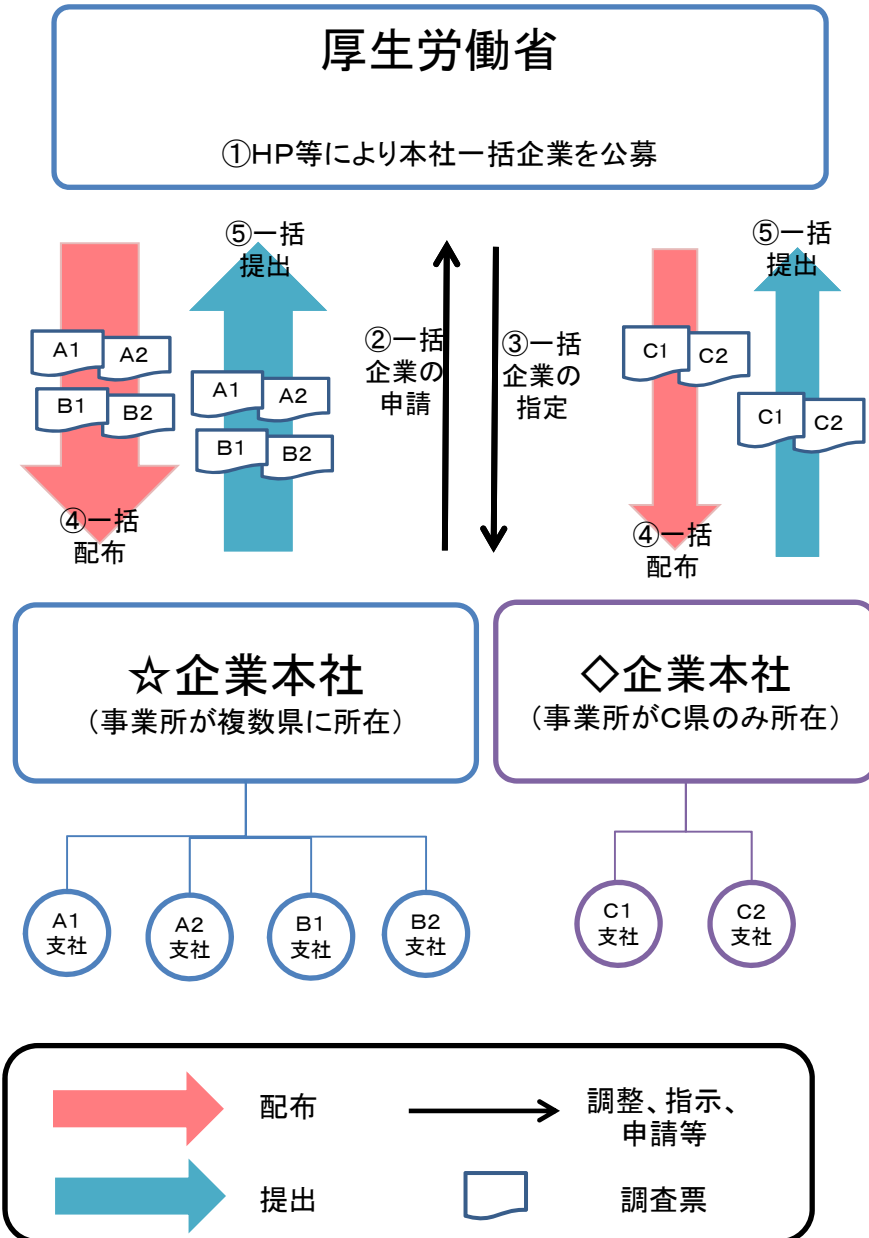 厚生労働省
①HP等により本社一括企業を公募
⑤一括
提出
⑤一括
提出
②一括
企業の
申請
③一括
企業の
指定
A1
A2
B1
B2
A1
A2
B1
B2
C1
C2
C1
C2
④一括
配布
④一括
配布
☆企業本社
（事業所が複数県に所在）
◇企業本社
（事業所がC県のみ所在）
A1
支社
A2
支社
B1
支社
B2
支社
C1
支社
C2
支社
配布
調整、指示、
申請等
提出
調査票